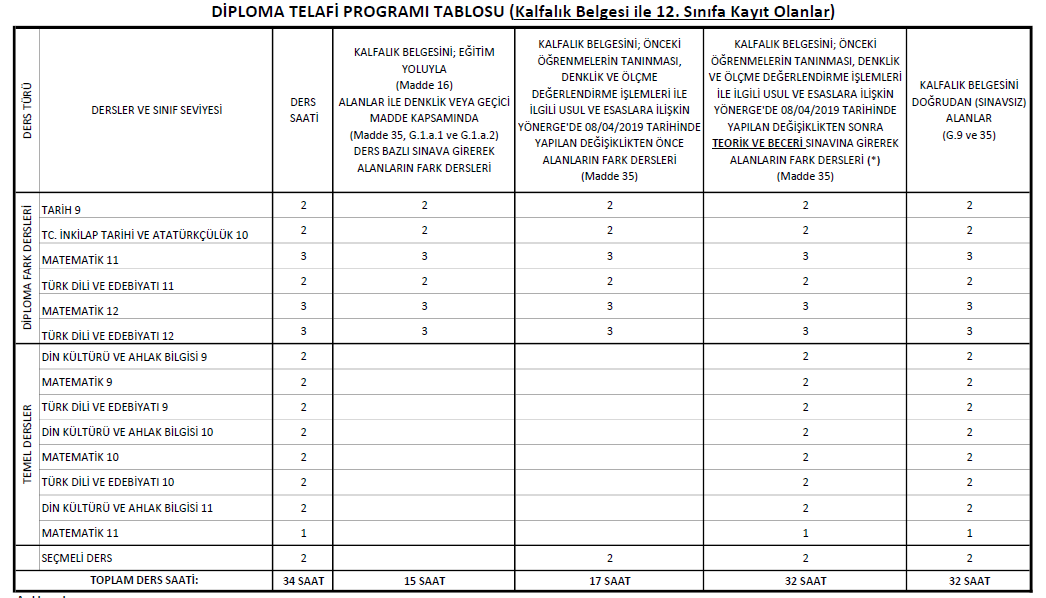 DİPLOMA TELAFİ PROGRAMI TABLOSU (Kalfalık Belgesi ile 12. Sınıfa Kayıt Olanlar)
DERS TÜRÜ
DERSLER VE SINIF SEVİYESİ
DERS
SAATİ
KALFALIK BELGESİNİ; EĞİTİM
YOLUYLA
(Madde 16)
ALANLAR İLE DENKLİK VEYA GEÇİCİ
MADDE KAPSAMINDA
(Madde 35, G.1.a.1 ve G.1.a.2)
DERS BAZLI SINAVA GİREREK
ALANLARIN FARK DERSLERİ
KALFALIK BELGESİNİ; ÖNCEKİ
ÖĞRENMELERİN TANINMASI,
DENKLİK VE ÖLÇME
DEĞERLENDİRME İŞLEMLERİ İLE
İLGİLİ USUL VE ESASLARA İLİŞKİN
YÖNERGE'DE 08/04/2019 TARİHİNDE
YAPILAN DEĞİŞİKLİKTEN ÖNCE
ALANLARIN FARK DERSLERİ
(Madde 35)
KALFALIK BELGESİNİ; ÖNCEKİ
ÖĞRENMELERİN TANINMASI, DENKLİK
VE ÖLÇME DEĞERLENDİRME İŞLEMLERİ
İLE İLGİLİ USUL VE ESASLARA İLİŞKİN
YÖNERGE'DE 08/04/2019 TARİHİNDE
YAPILAN DEĞİŞİKLİKTEN SONRA
TEORİK VE BECERİ SINAVINA GİREREK
ALANLARIN FARK DERSLERİ (*)
(Madde 35)
KALFALIK BELGESİNİ
DOĞRUDAN (SINAVSIZ)
ALANLAR
(G.9 ve 35)
DİPLOMA FARK DERSLERİ
TARİH 9 2 2 2 2 2
TC. İNKİLAP TARİHİ VE ATATÜRKÇÜLÜK 10 2 2 2 2 2
MATEMATİK 11 3 3 3 3 3
TÜRK DİLİ VE EDEBİYATI 11 2 2 2 2 2
MATEMATİK 12 3 3 3 3 3
TÜRK DİLİ VE EDEBİYATI 12 3 3 3 3 3
TEMEL DERSLER
DİN KÜLTÜRÜ VE AHLAK BİLGİSİ 9 2 2 2
MATEMATİK 9 2 2 2
TÜRK DİLİ VE EDEBİYATI 9 2 2 2
DİN KÜLTÜRÜ VE AHLAK BİLGİSİ 10 2 2 2
MATEMATİK 10 2 2 2
TÜRK DİLİ VE EDEBİYATI 10 2 2 2
DİN KÜLTÜRÜ VE AHLAK BİLGİSİ 11 2 2 2
MATEMATİK 11 1 1 1
SEÇMELİ DERS 2 2 2 2
TOPLAM DERS SAATİ: 34 SAAT 15 SAAT 17 SAAT 32 SAAT 32 SAAT